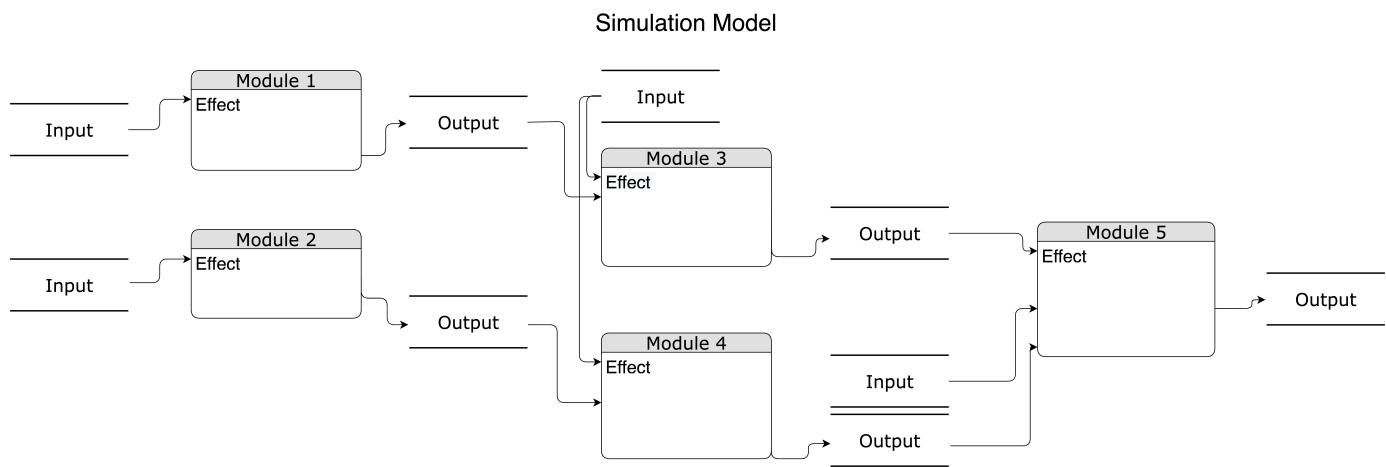 Simulation Model
Module 1
Effect
Input
Output
Input
Module 3
Effect
Module 2
Effect
Input
Output
Output
Module 5
Effect
Output
Module 4
Effect
Input
Output